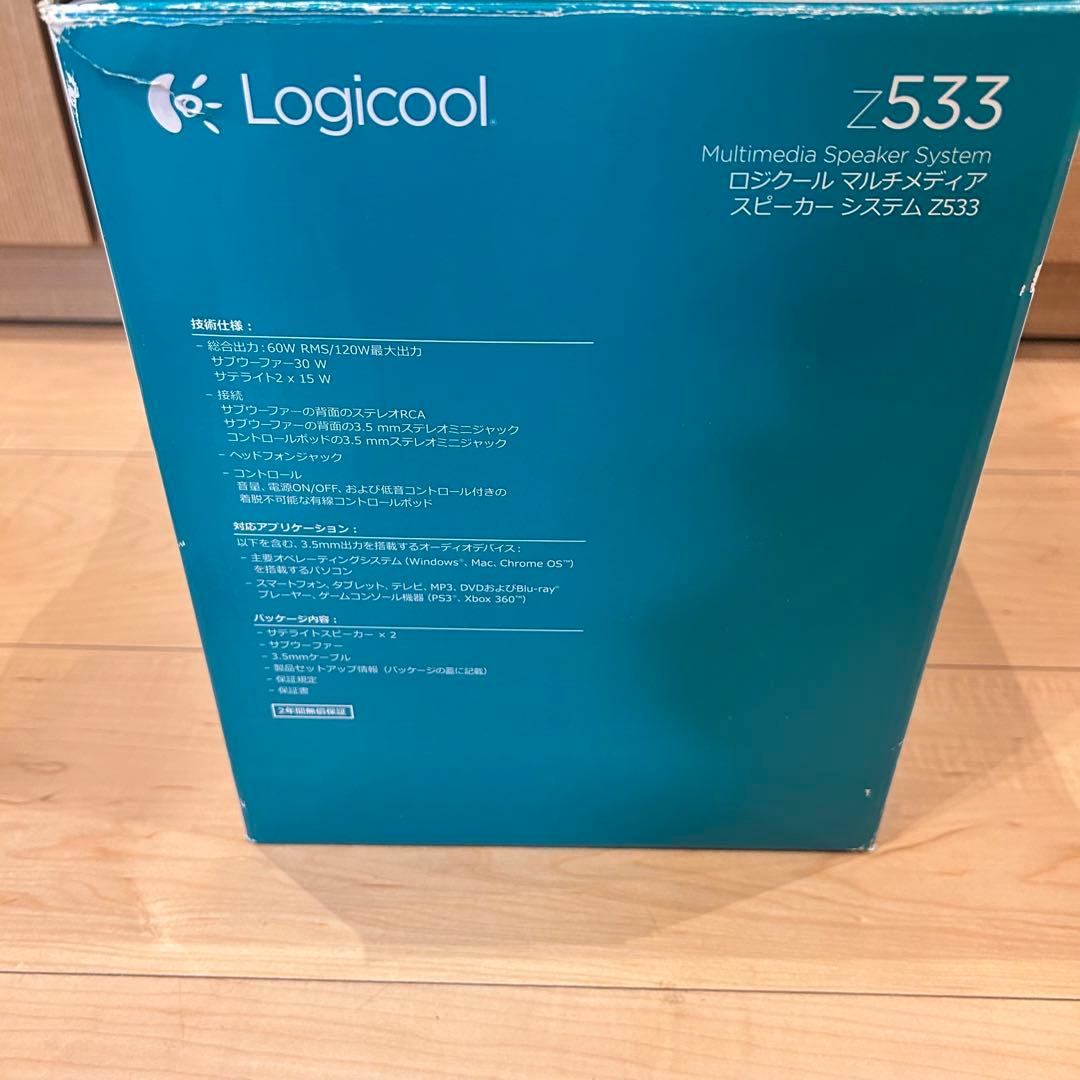 Logicool
Z533
Multimedia Speaker System
ロジクール マルチメディア
スピーカー システム Z533
技術仕様：
– 総合出力：60W RMS/120W最大出力
サブウーファー30 W
サテライト2 x 15 W
– 接続
サブウーファーの背面のステレオRCA
サブウーファーの背面の3.5 mmステレオミニジャック
コントロールポッドの3.5 mmステレオミニジャック
– ヘッドフォンジャック
– コントロール
音量、電源ON/OFF、および低音コントロール付きの
着脱不可能な有線コントロールポッド
対応アプリケーション：
以下を含む、3.5mm出力を搭載するオーディオデバイス：
– 主要オペレーティングシステム（Windows®、Mac、Chrome OS™）
を搭載するパソコン
– スマートフォン、タブレット、テレビ、MP3、DVDおよびBlu-ray®
プレーヤー、ゲームコンソール機器（PS3®、Xbox 360™）
パッケージ内容：
– サテライトスピーカー × 2
– サブウーファー
– 3.5mmケーブル
– 製品セットアップ情報（パッケージの蓋に記載）
– 保証規定
– 保証書
2年間無償保証